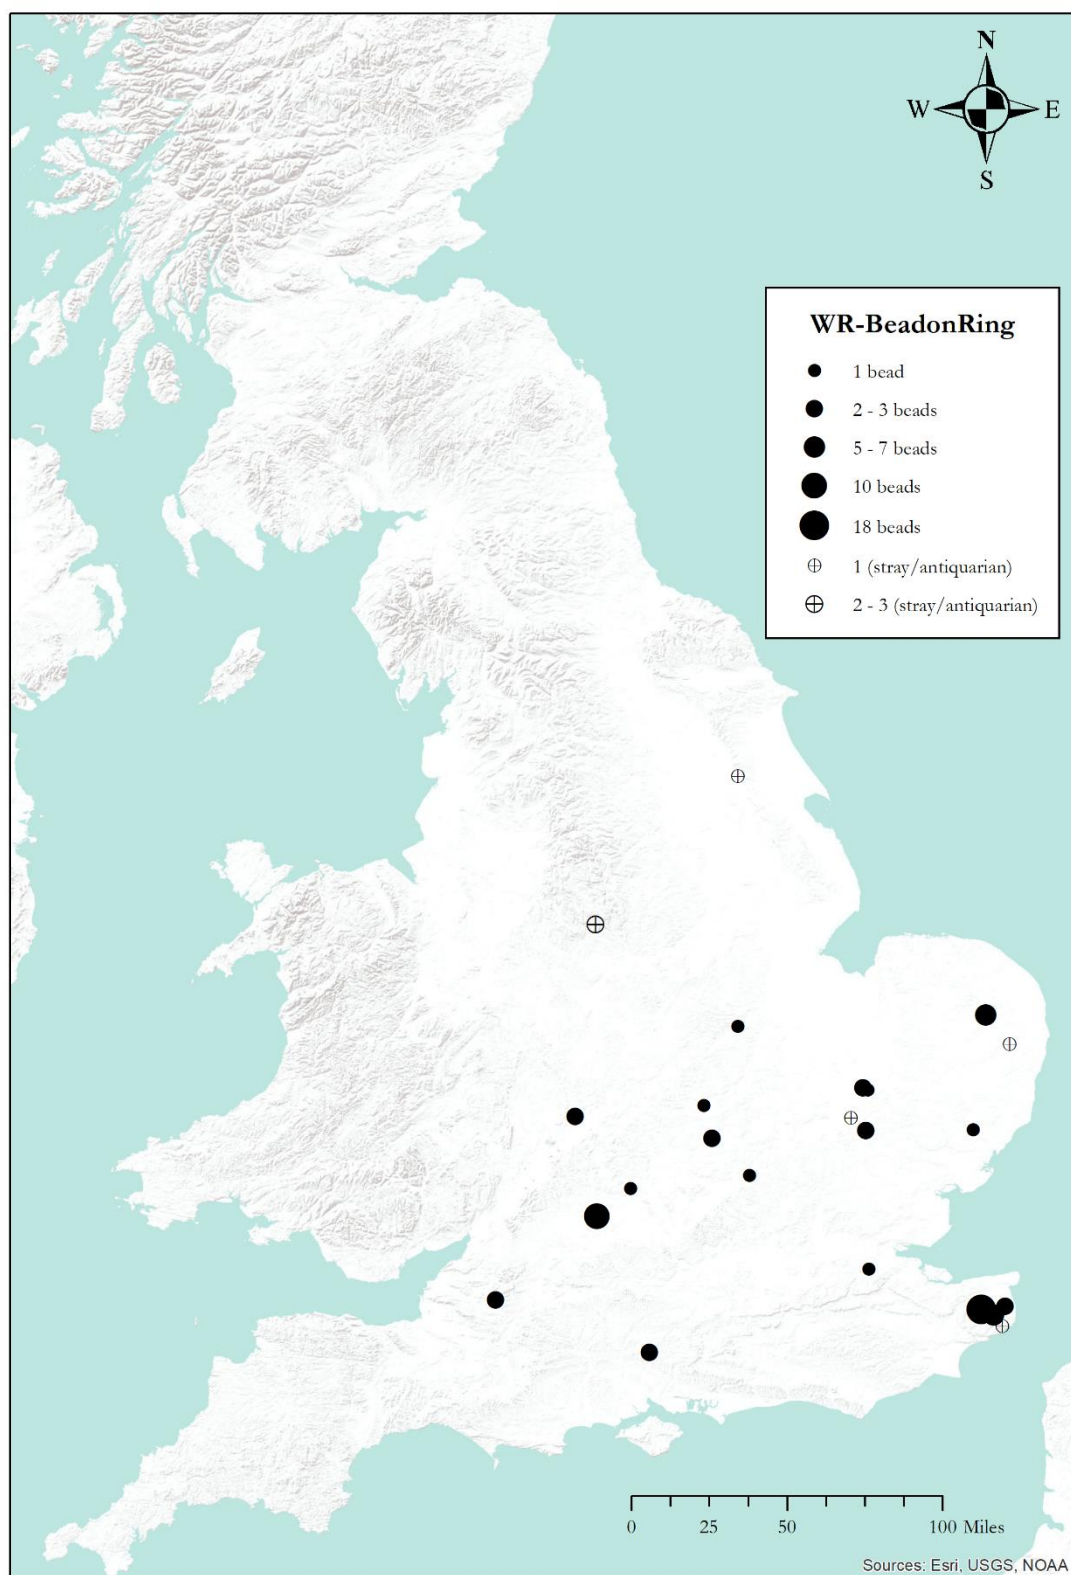 N
W E
S
WR-BeadonRing
1 bead
2 - 3 beads
5 - 7 beads
10 beads
18 beads
1 (stray/antiquarian)
2 - 3 (stray/antiquarian)
0 25 50 100 Miles
Sources: Esri, USGS, NOAA